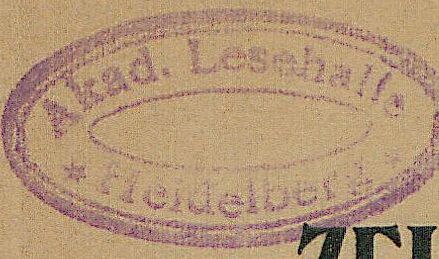 Akad. Lesehalle
* Heidelberg *